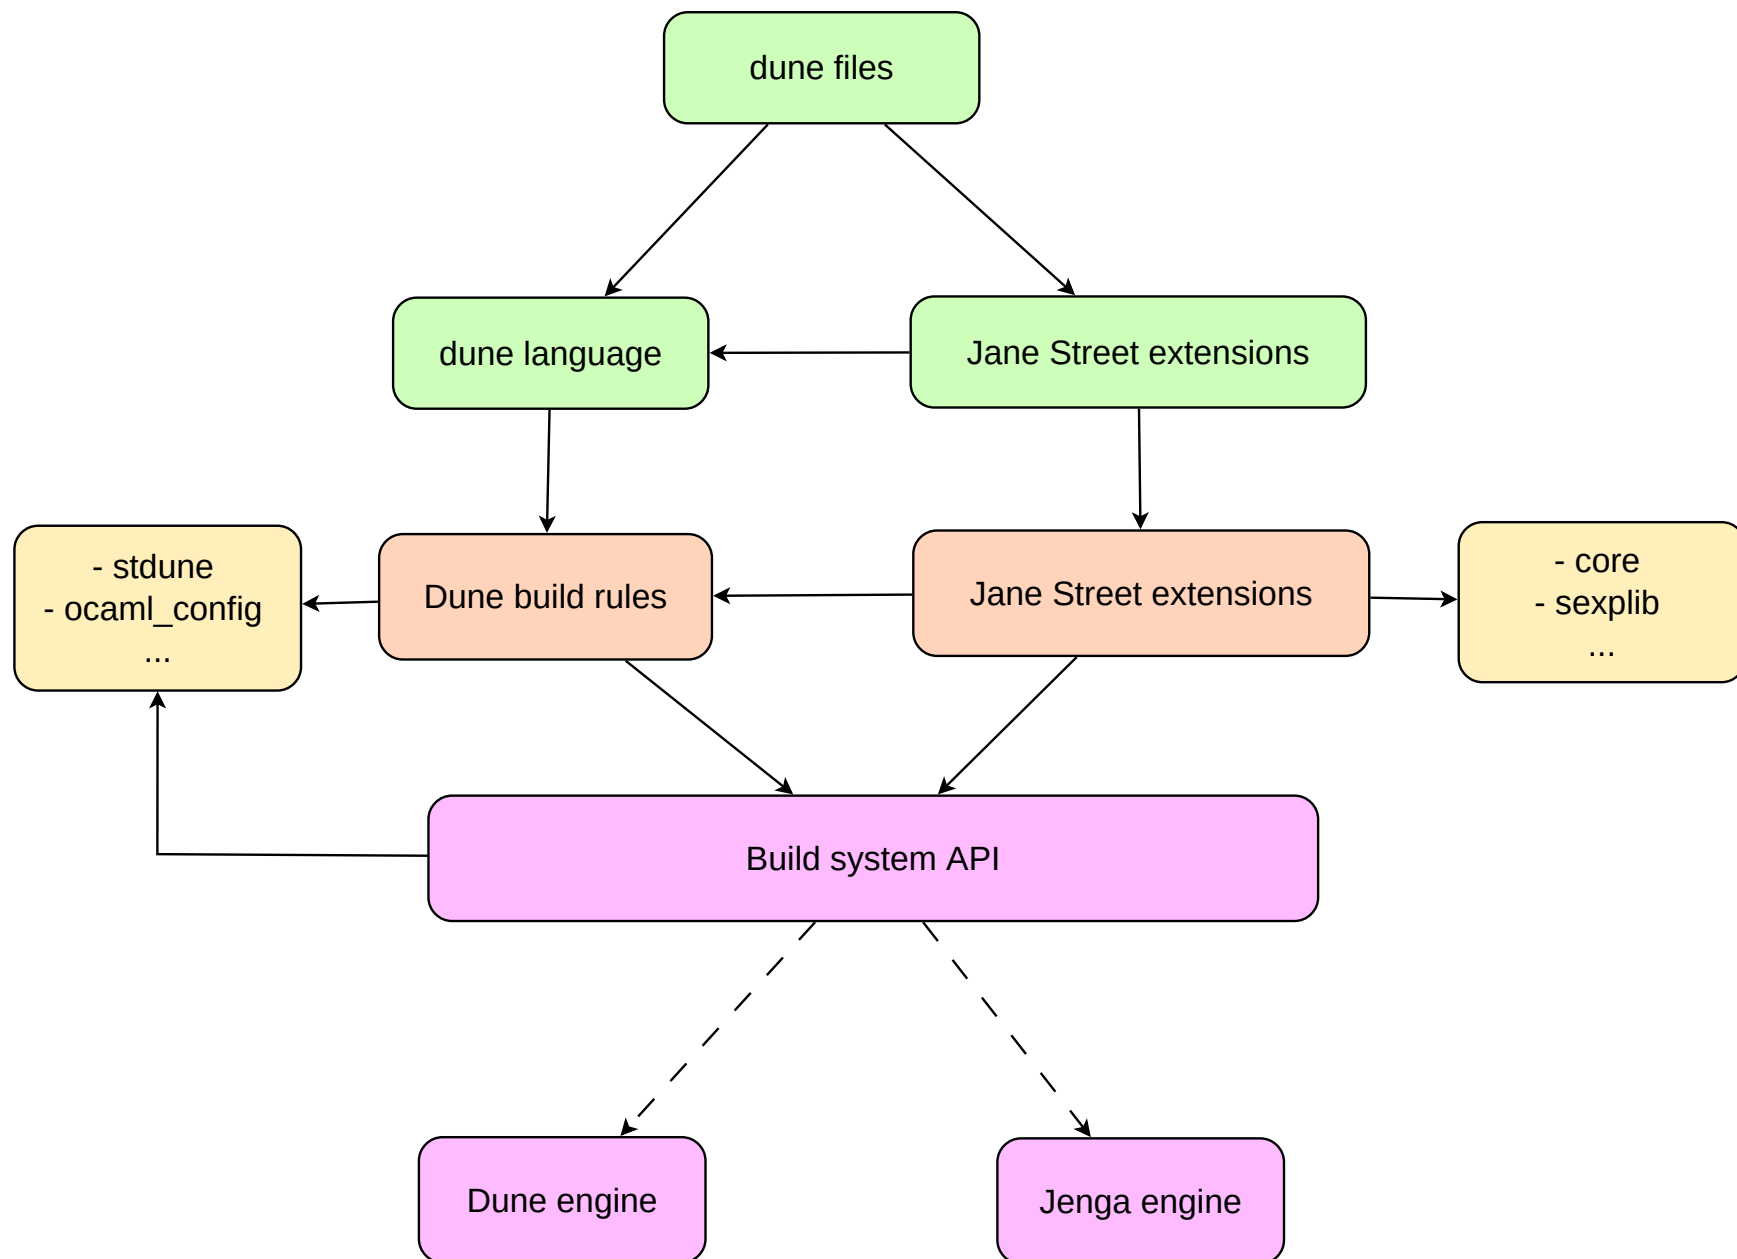 dune files
dune language
Jane Street extensions
- stdune
- ocaml_config
...
Dune build rules
Jane Street extensions
- core
- sexplib
...
Build system API
Dune engine
Jenga engine